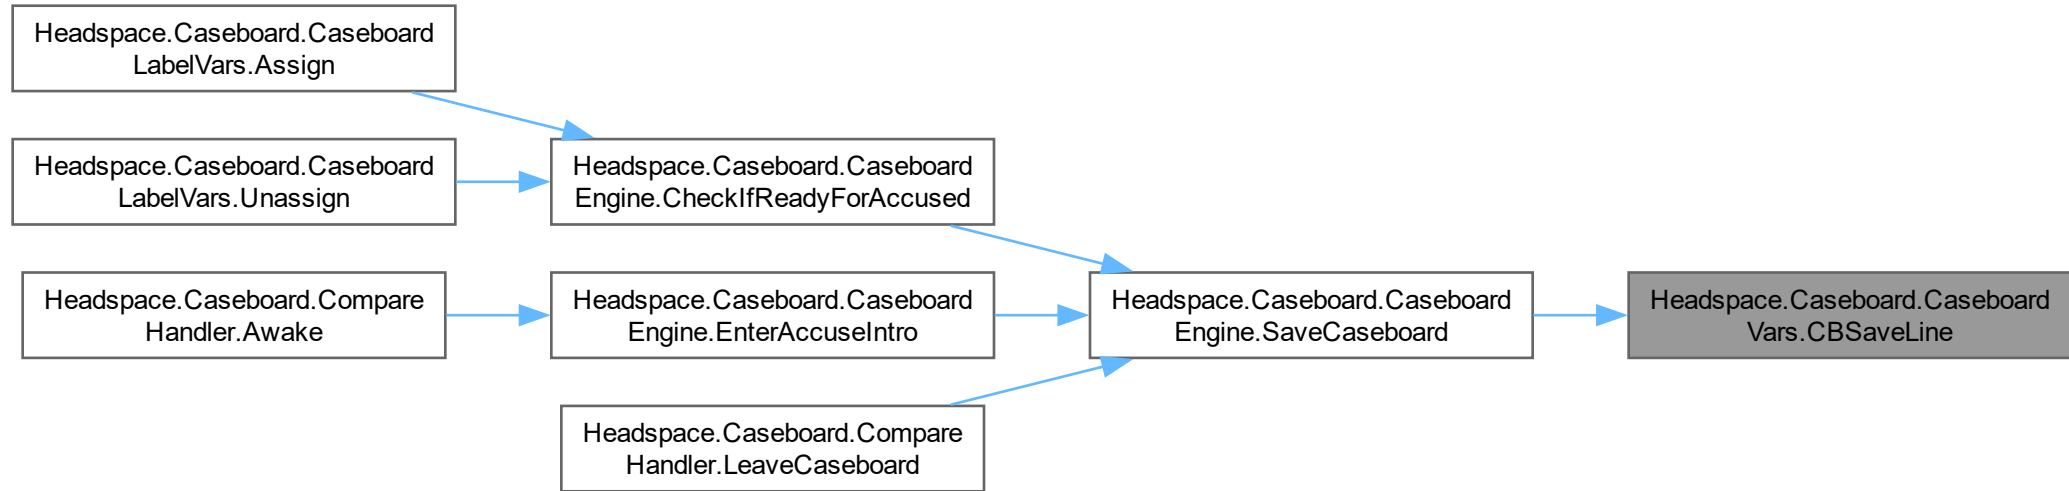 Headspace.Caseboard.Caseboard
LabelVars.Assign
Headspace.Caseboard.Caseboard
LabelVars.Unassign
Headspace.Caseboard.Caseboard
Engine.CheckIfReadyForAccused
Headspace.Caseboard.Compare
Handler.Awake
Headspace.Caseboard.Caseboard
Engine.EnterAccuseIntro
Headspace.Caseboard.Caseboard
Engine.SaveCaseboard
Headspace.Caseboard.Caseboard
Vars.CBSaveLine
Headspace.Caseboard.Compare
Handler.LeaveCaseboard